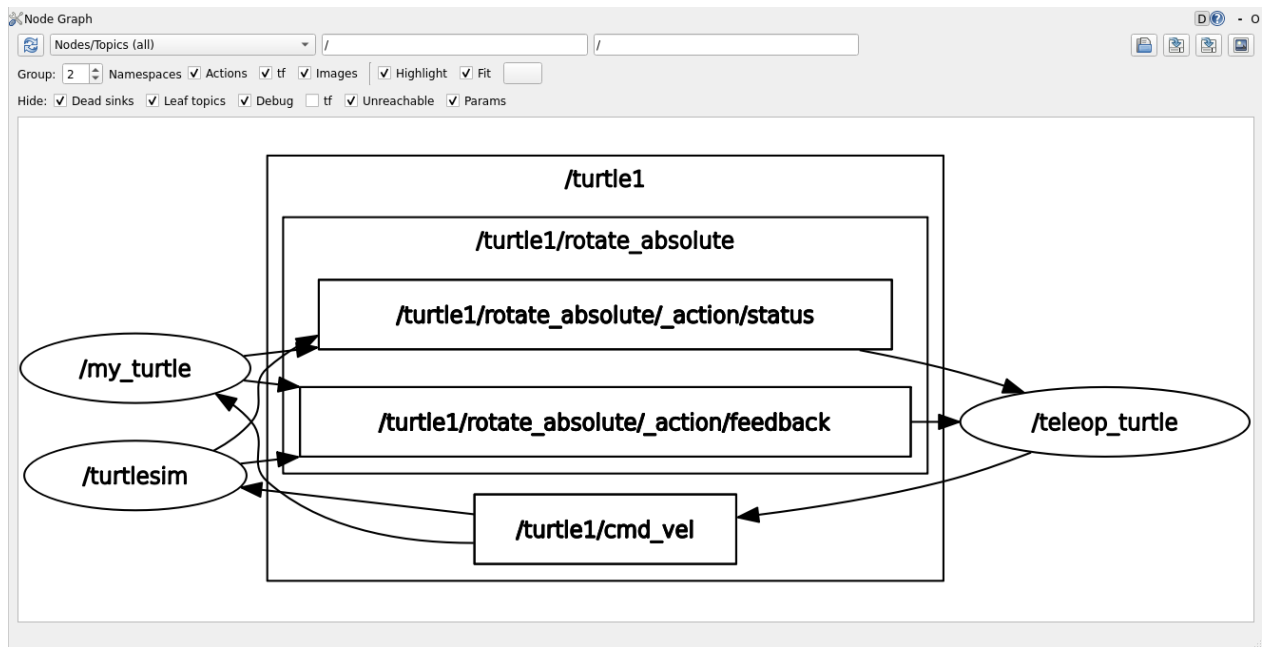 Node Graph D - O
Nodes/Topics (all) / /
Group: 2 Namespaces Actions tf Images Highlight Fit
Hide: Dead sinks Leaf topics Debug tf Unreachable Params
/turtle1
/turtle1/rotate_absolute
/turtle1/rotate_absolute/_action/status
/my_turtle
/turtle1/rotate_absolute/_action/feedback
/teleop_turtle
/turtlesim
/turtle1/cmd_vel